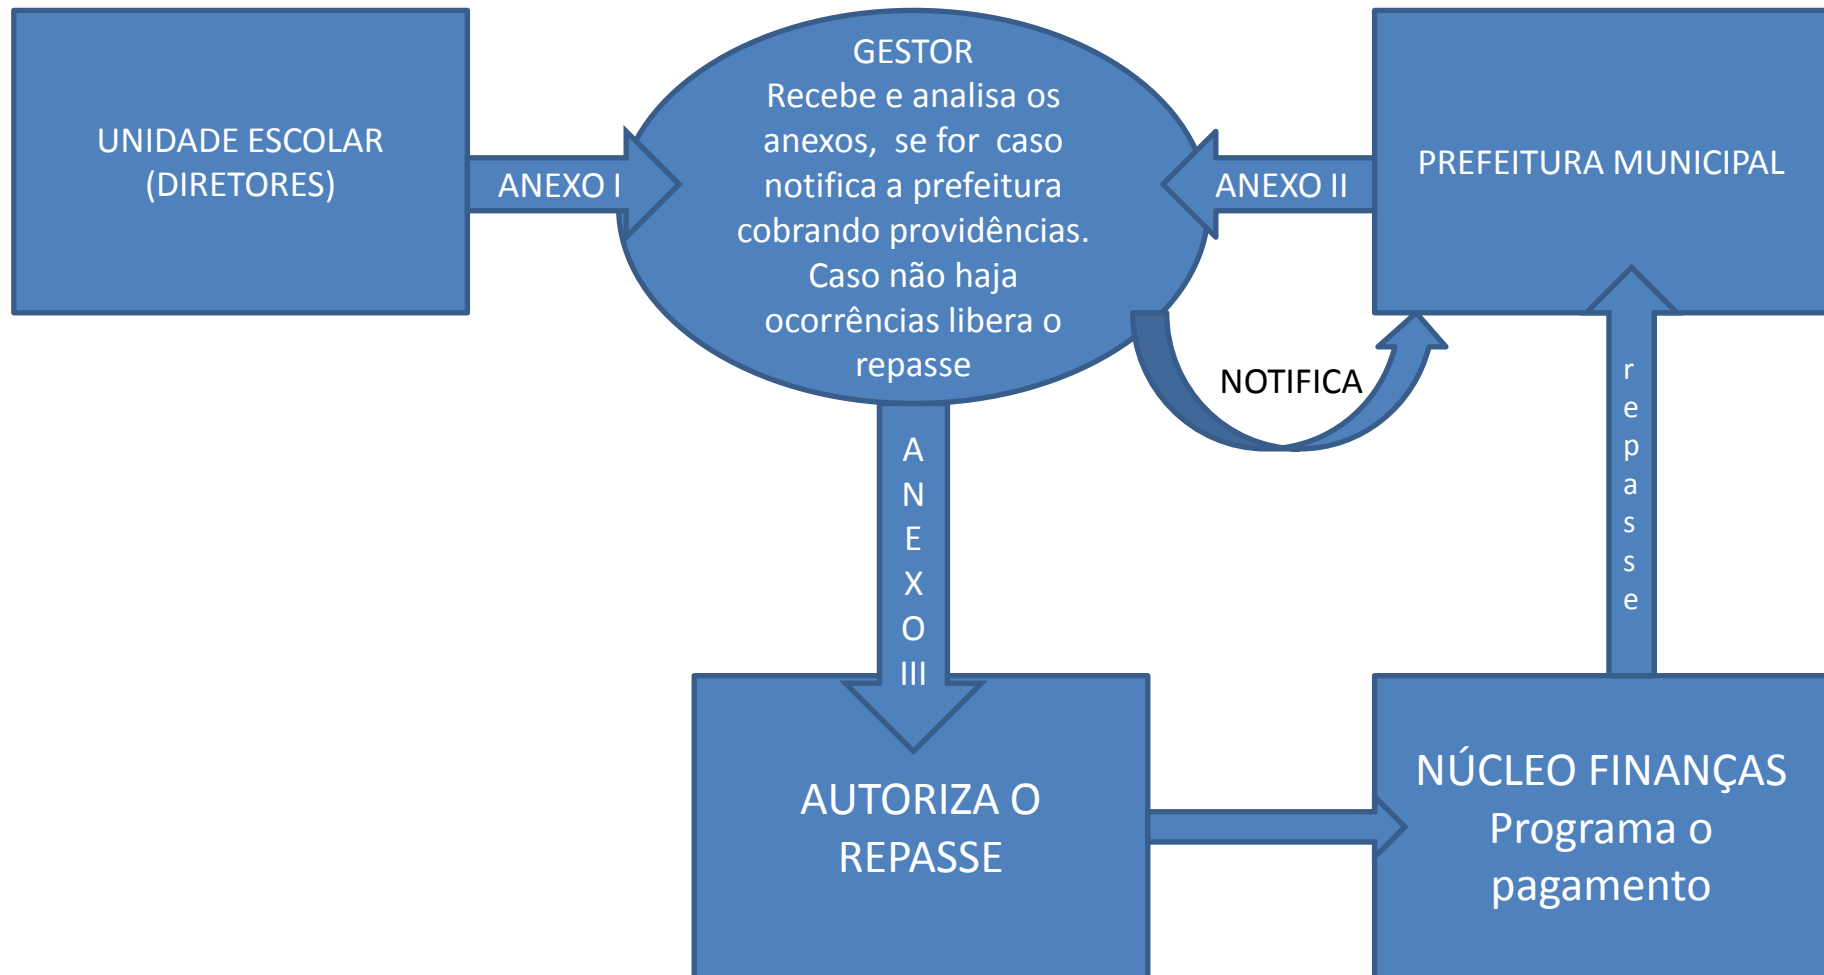 UNIDADE ESCOLAR
(DIRETORES)
ANEXO I
GESTOR
Recebe e analisa os
anexos, se for caso
notifica a prefeitura
cobrando providências.
Caso não haja
ocorrências libera o
repasse
ANEXO II
PREFEITURA MUNICIPAL
NOTIFICA
A
N
E
X
O
III
r
e
p
a
s
s
e
AUTORIZA O
REPASSE
NÚCLEO FINANÇAS
Programa o
pagamento